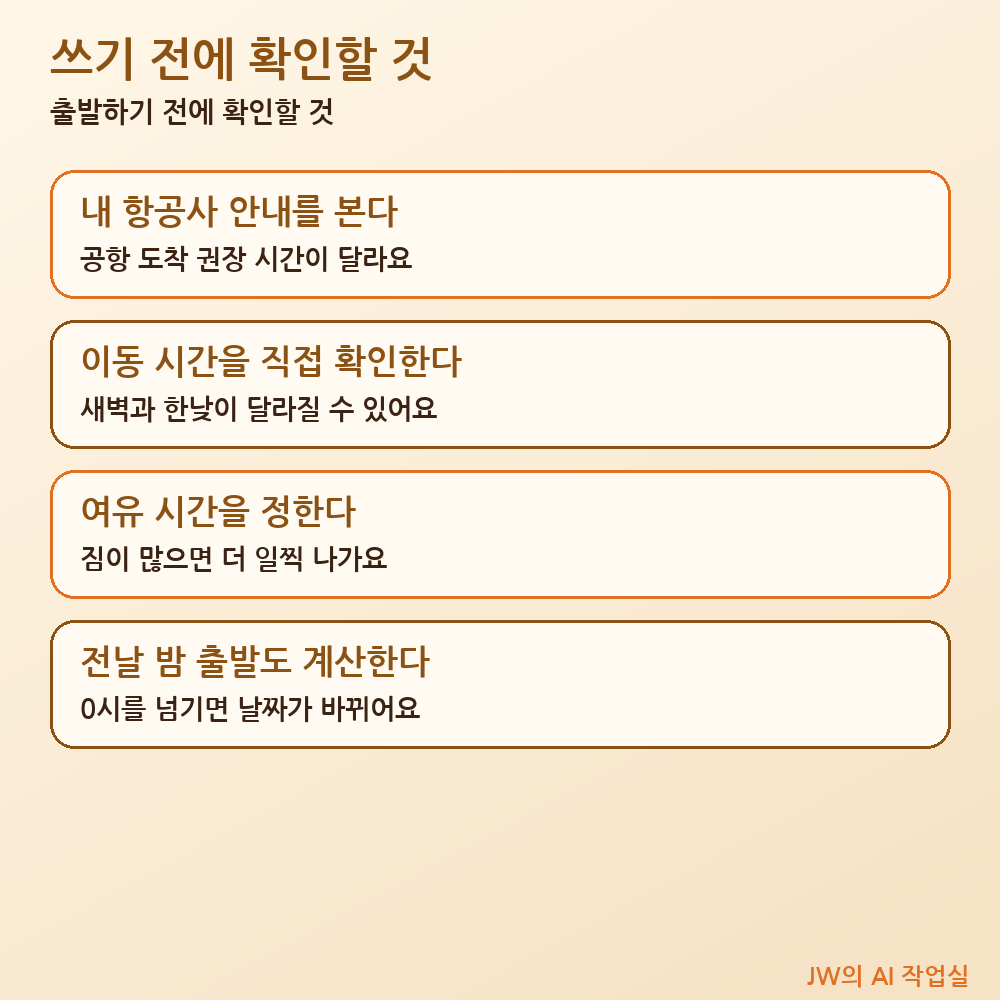 쓰기 전에 확인할 것
출발하기 전에 확인할 것
내 항공사 안내를 본다
공항 도착 권장 시간이 달라요
이동 시간을 직접 확인한다
새벽과 한낮이 달라질 수 있어요
여유 시간을 정한다
짐이 많으면 더 일찍 나가요
전날 밤 출발도 계산한다
0시를 넘기면 날짜가 바뀌어요
JW의 AI 작업실